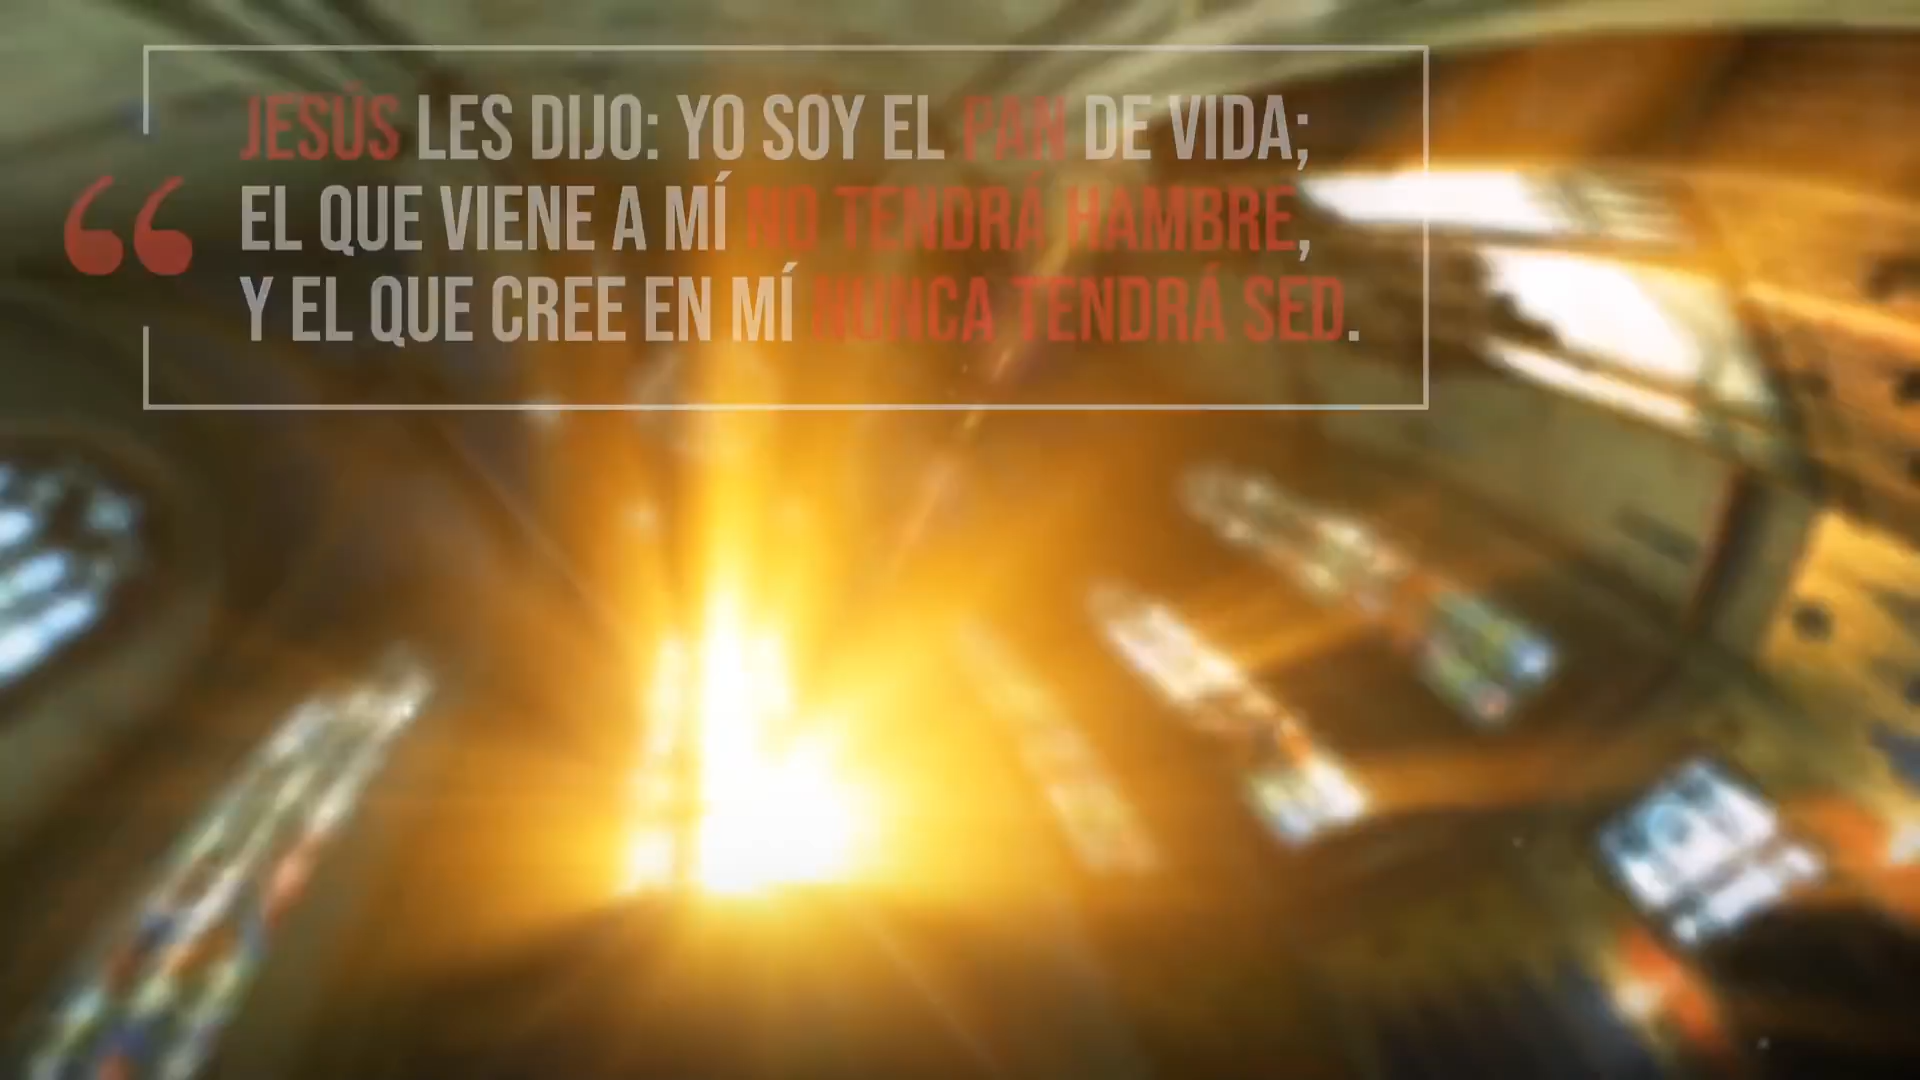 JESÚS LES DIJO: YO SOY EL PAN DE VIDA;
EL QUE VIENE A MÍ NO TENDRÁ HAMBRE,
Y EL QUE CREE EN MÍ NUNCA TENDRÁ SED.